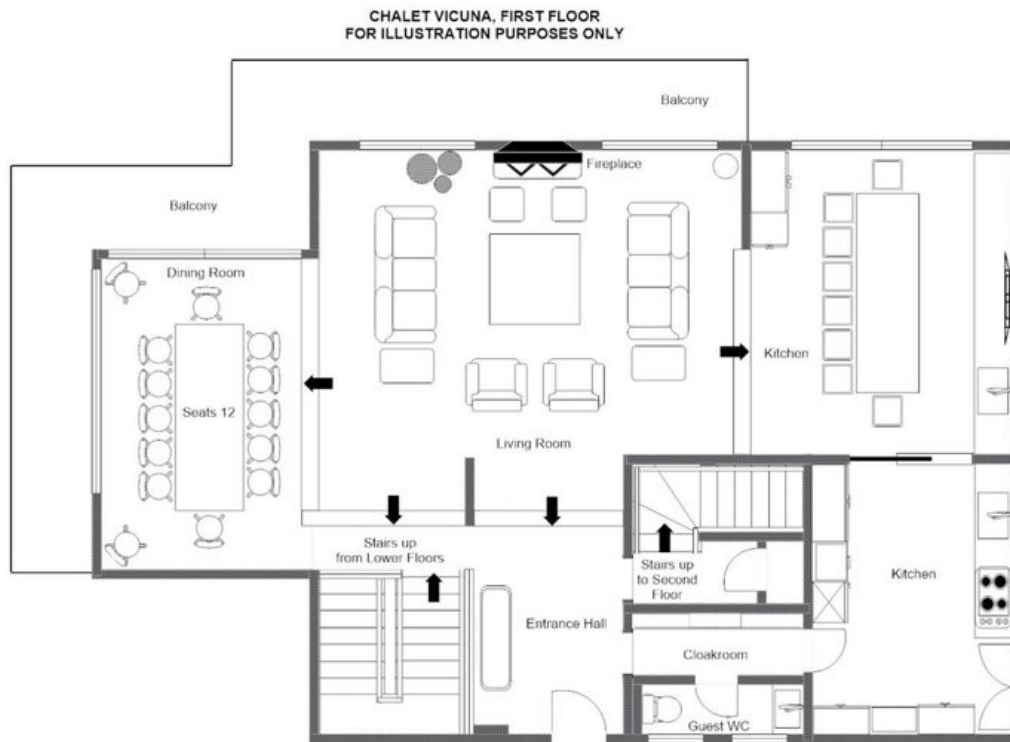 CHALET VICUNA, FIRST FLOOR
FOR ILLUSTRATION PURPOSES ONLY
Balcony
Fireplace
Balcony
Dining Room
Kitchen
Seats 12
Living Room
Stairs up
from Lower Floors
Stairs up
to Second
Floor
Kitchen
Entrance Hall
Cloakroom
Guest WC